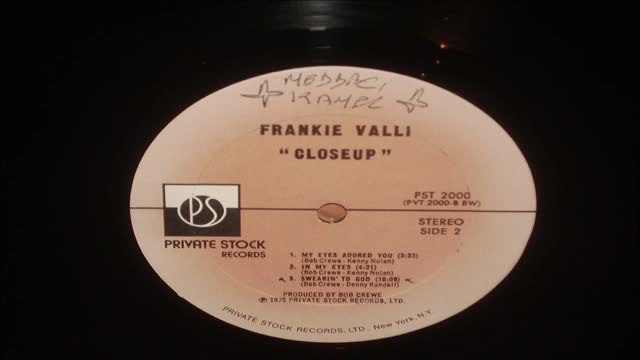 MEDDACI
KAMEL
FRANKIE VALLI
"CLOSEUP"
PST 2000
(PVT 2000-B BW)
STEREO
SIDE 2
PS
PRIVATE STOCK
RECORDS
1. MY EYES ADORED YOU (3:33)
(Bob Crewe - Kenny Nolan)
2. IN MY EYES (4:21)
(Bob Crewe - Kenny Nolan)
3. SWEARIN' TO GOD (10:09)
(Bob Crewe - Denny Randell)
PRODUCED BY BOB CREWE
℗ 1975 PRIVATE STOCK RECORDS, LTD.
PRIVATE STOCK RECORDS, LTD., New York, N.Y.